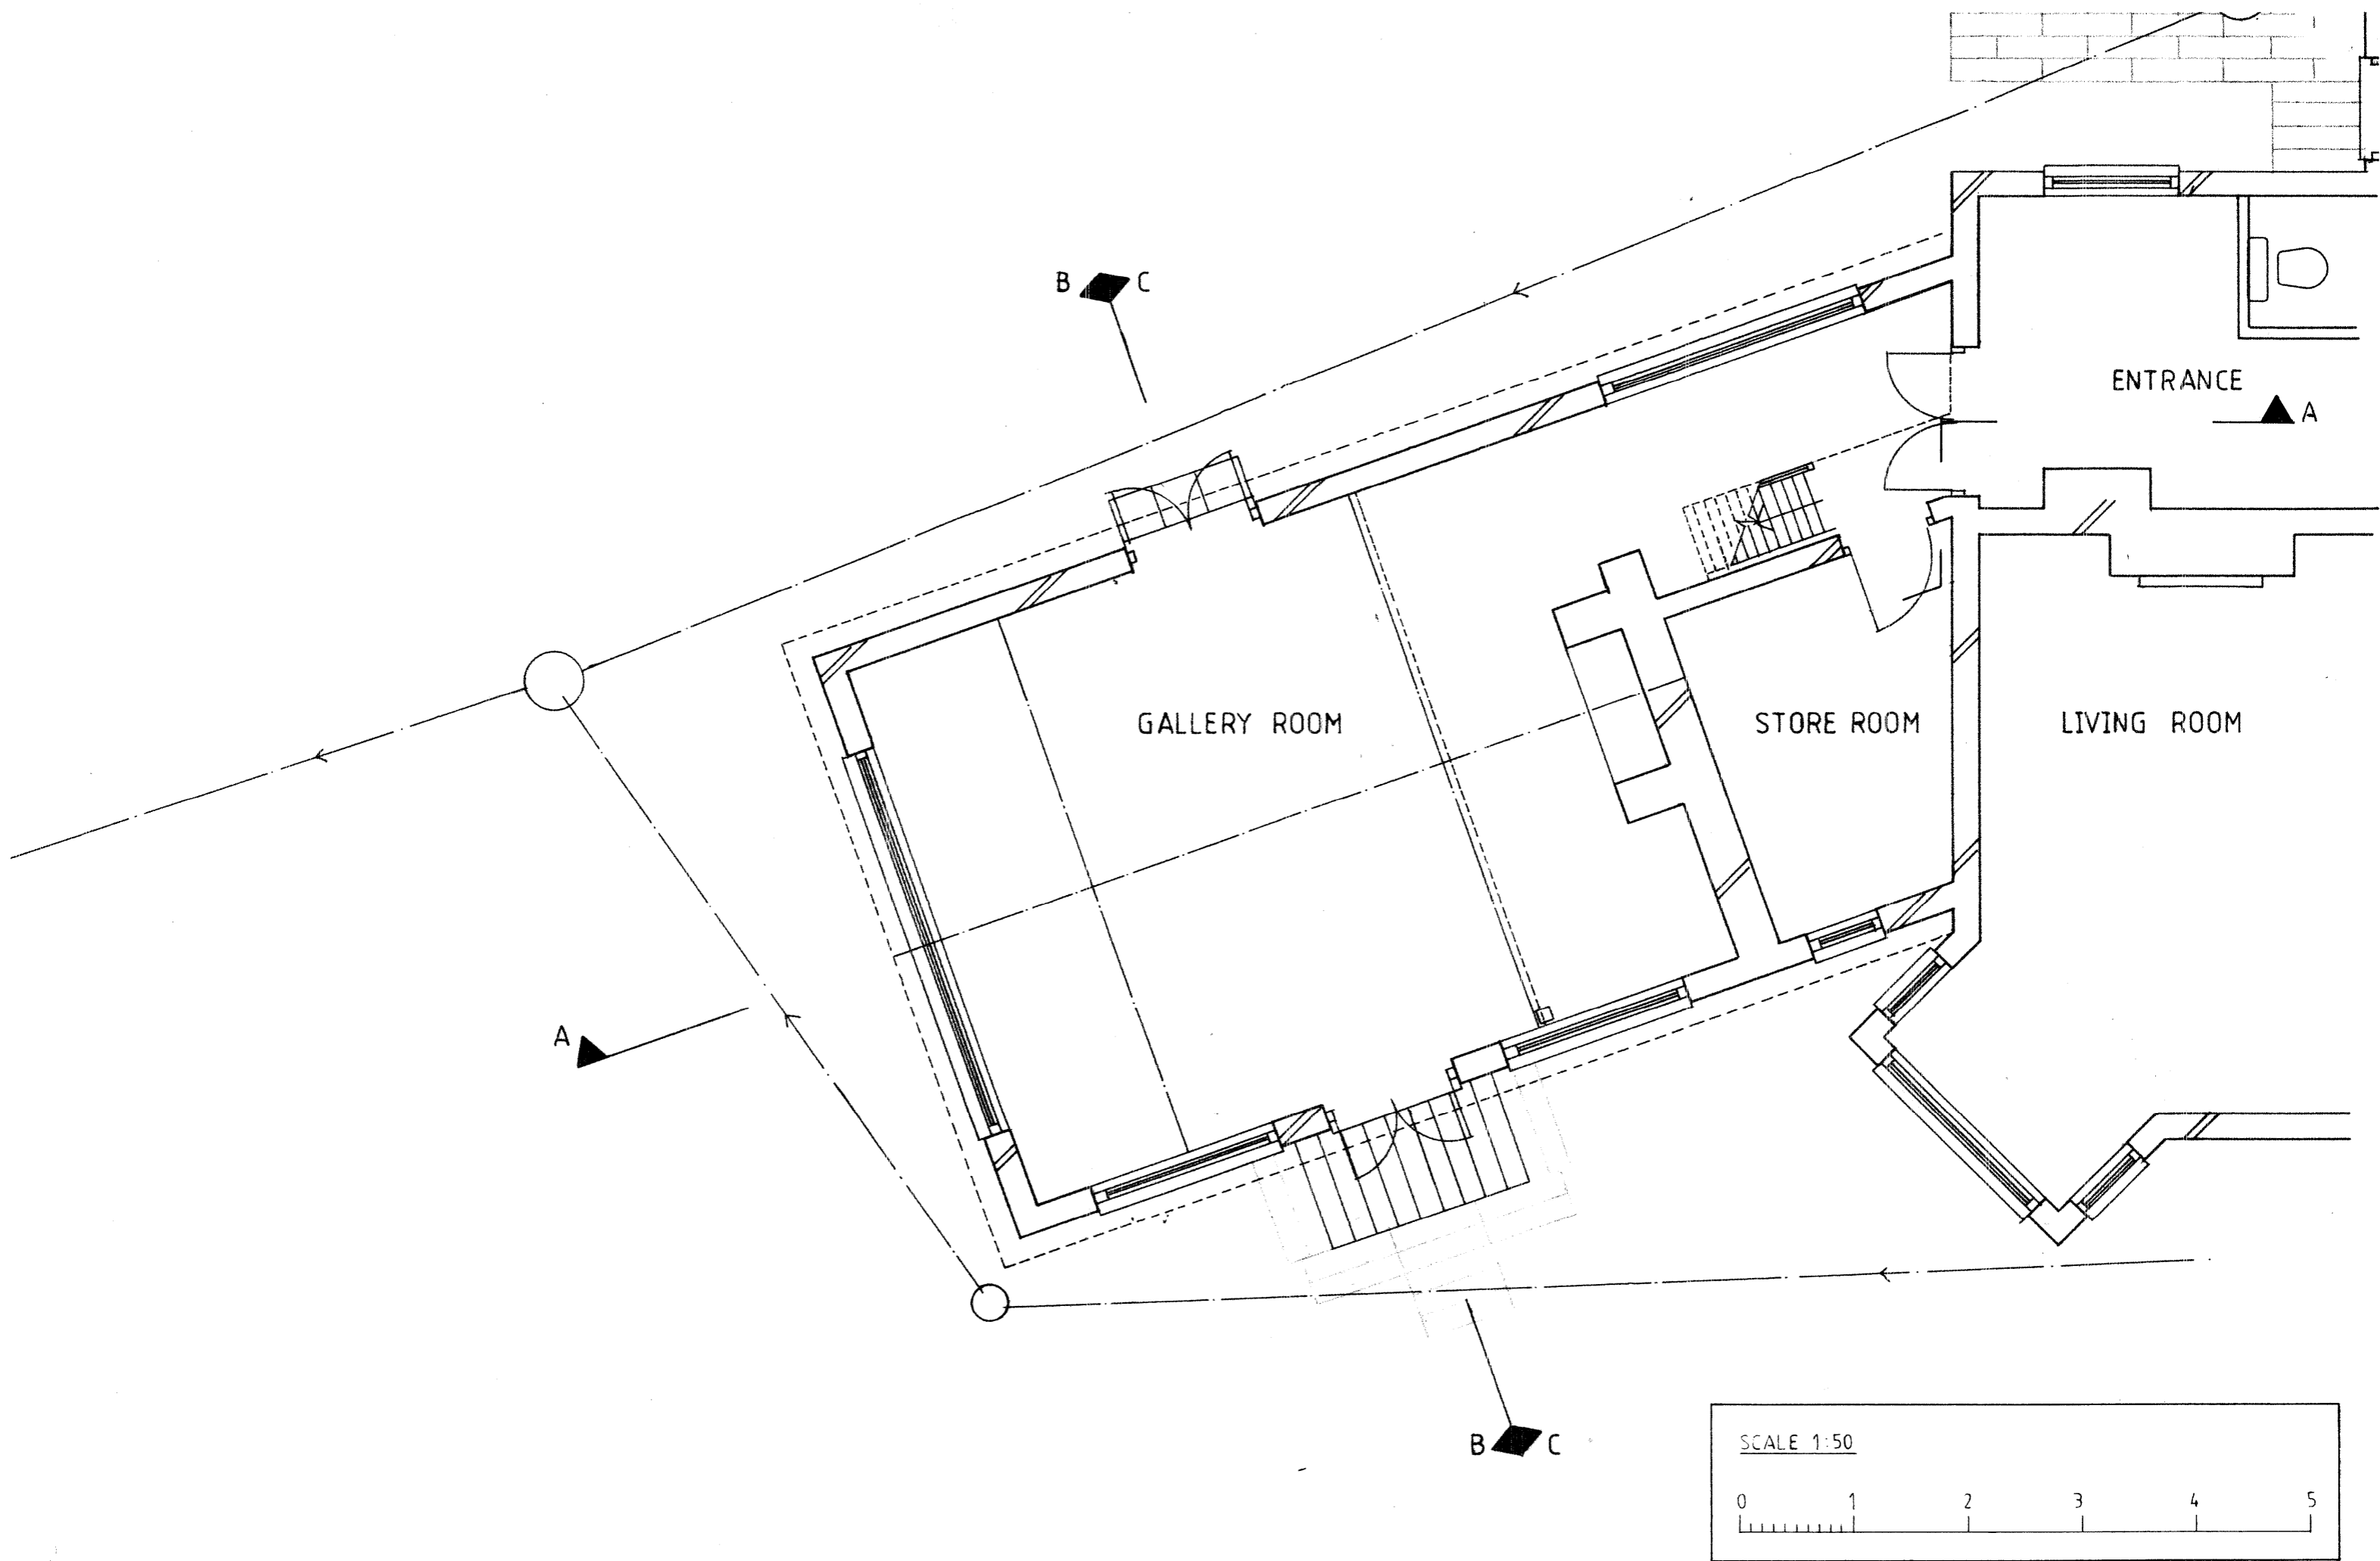 B C
ENTRANCE
A
GALLERY ROOM
STORE ROOM
LIVING ROOM
A
B C
SCALE 1:50
0 1 2 3 4 5